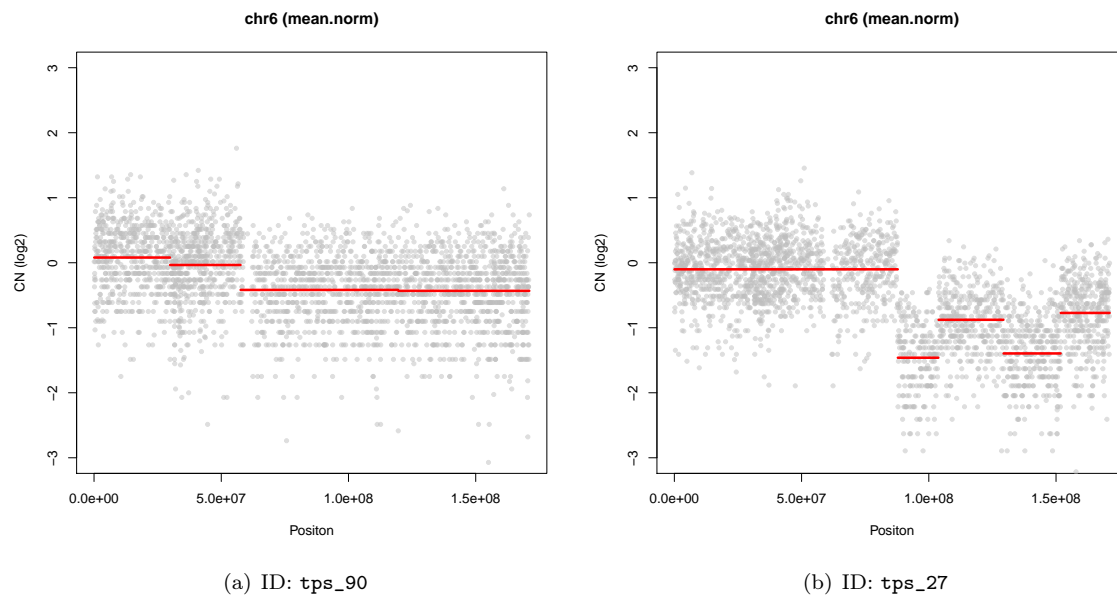 chr6 (mean.norm)
CN (log2)
3
2
1
0
−1
−2
−3
0.0e+00 5.0e+07 1.0e+08 1.5e+08
Positon
(a) ID: tps_90
chr6 (mean.norm)
CN (log2)
3
2
1
0
−1
−2
−3
0.0e+00 5.0e+07 1.0e+08 1.5e+08
Positon
(b) ID: tps_27